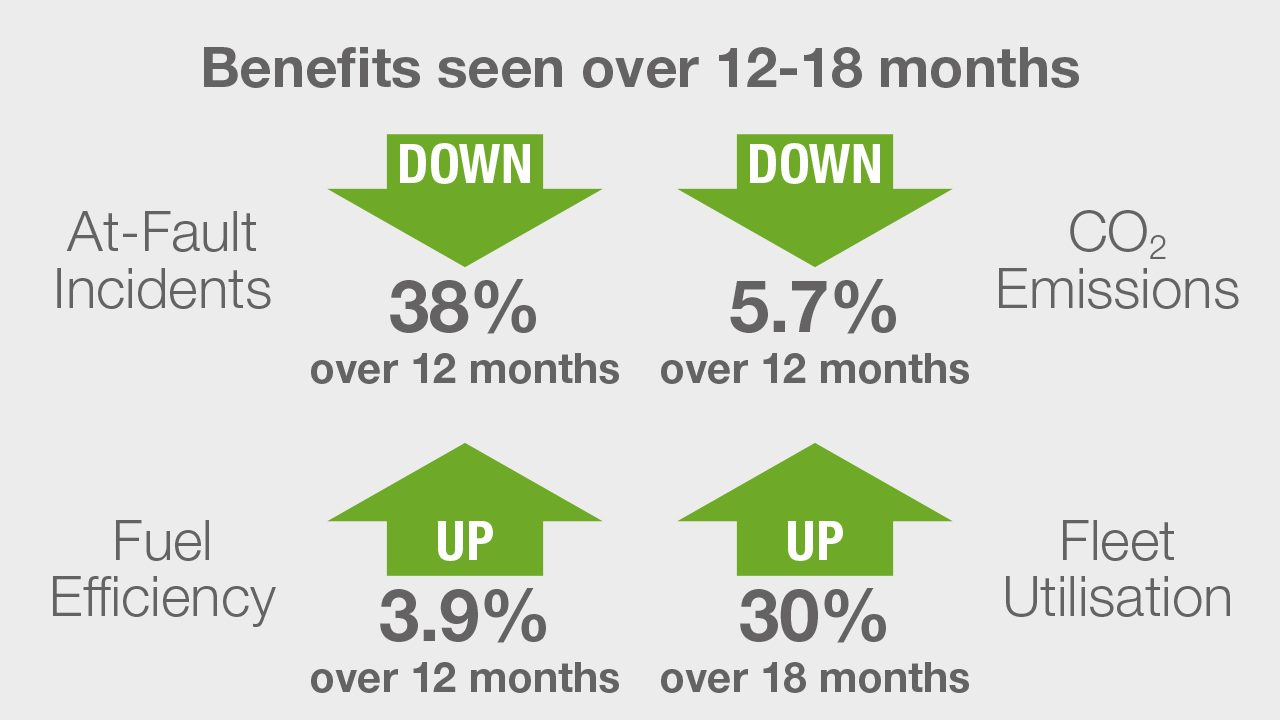 Benefits seen over 12-18 months
At-Fault
Incidents
DOWN
38%
over 12 months
DOWN
5.7%
over 12 months
CO₂
Emissions
Fuel
Efficiency
UP
3.9%
over 12 months
UP
30%
over 18 months
Fleet
Utilisation